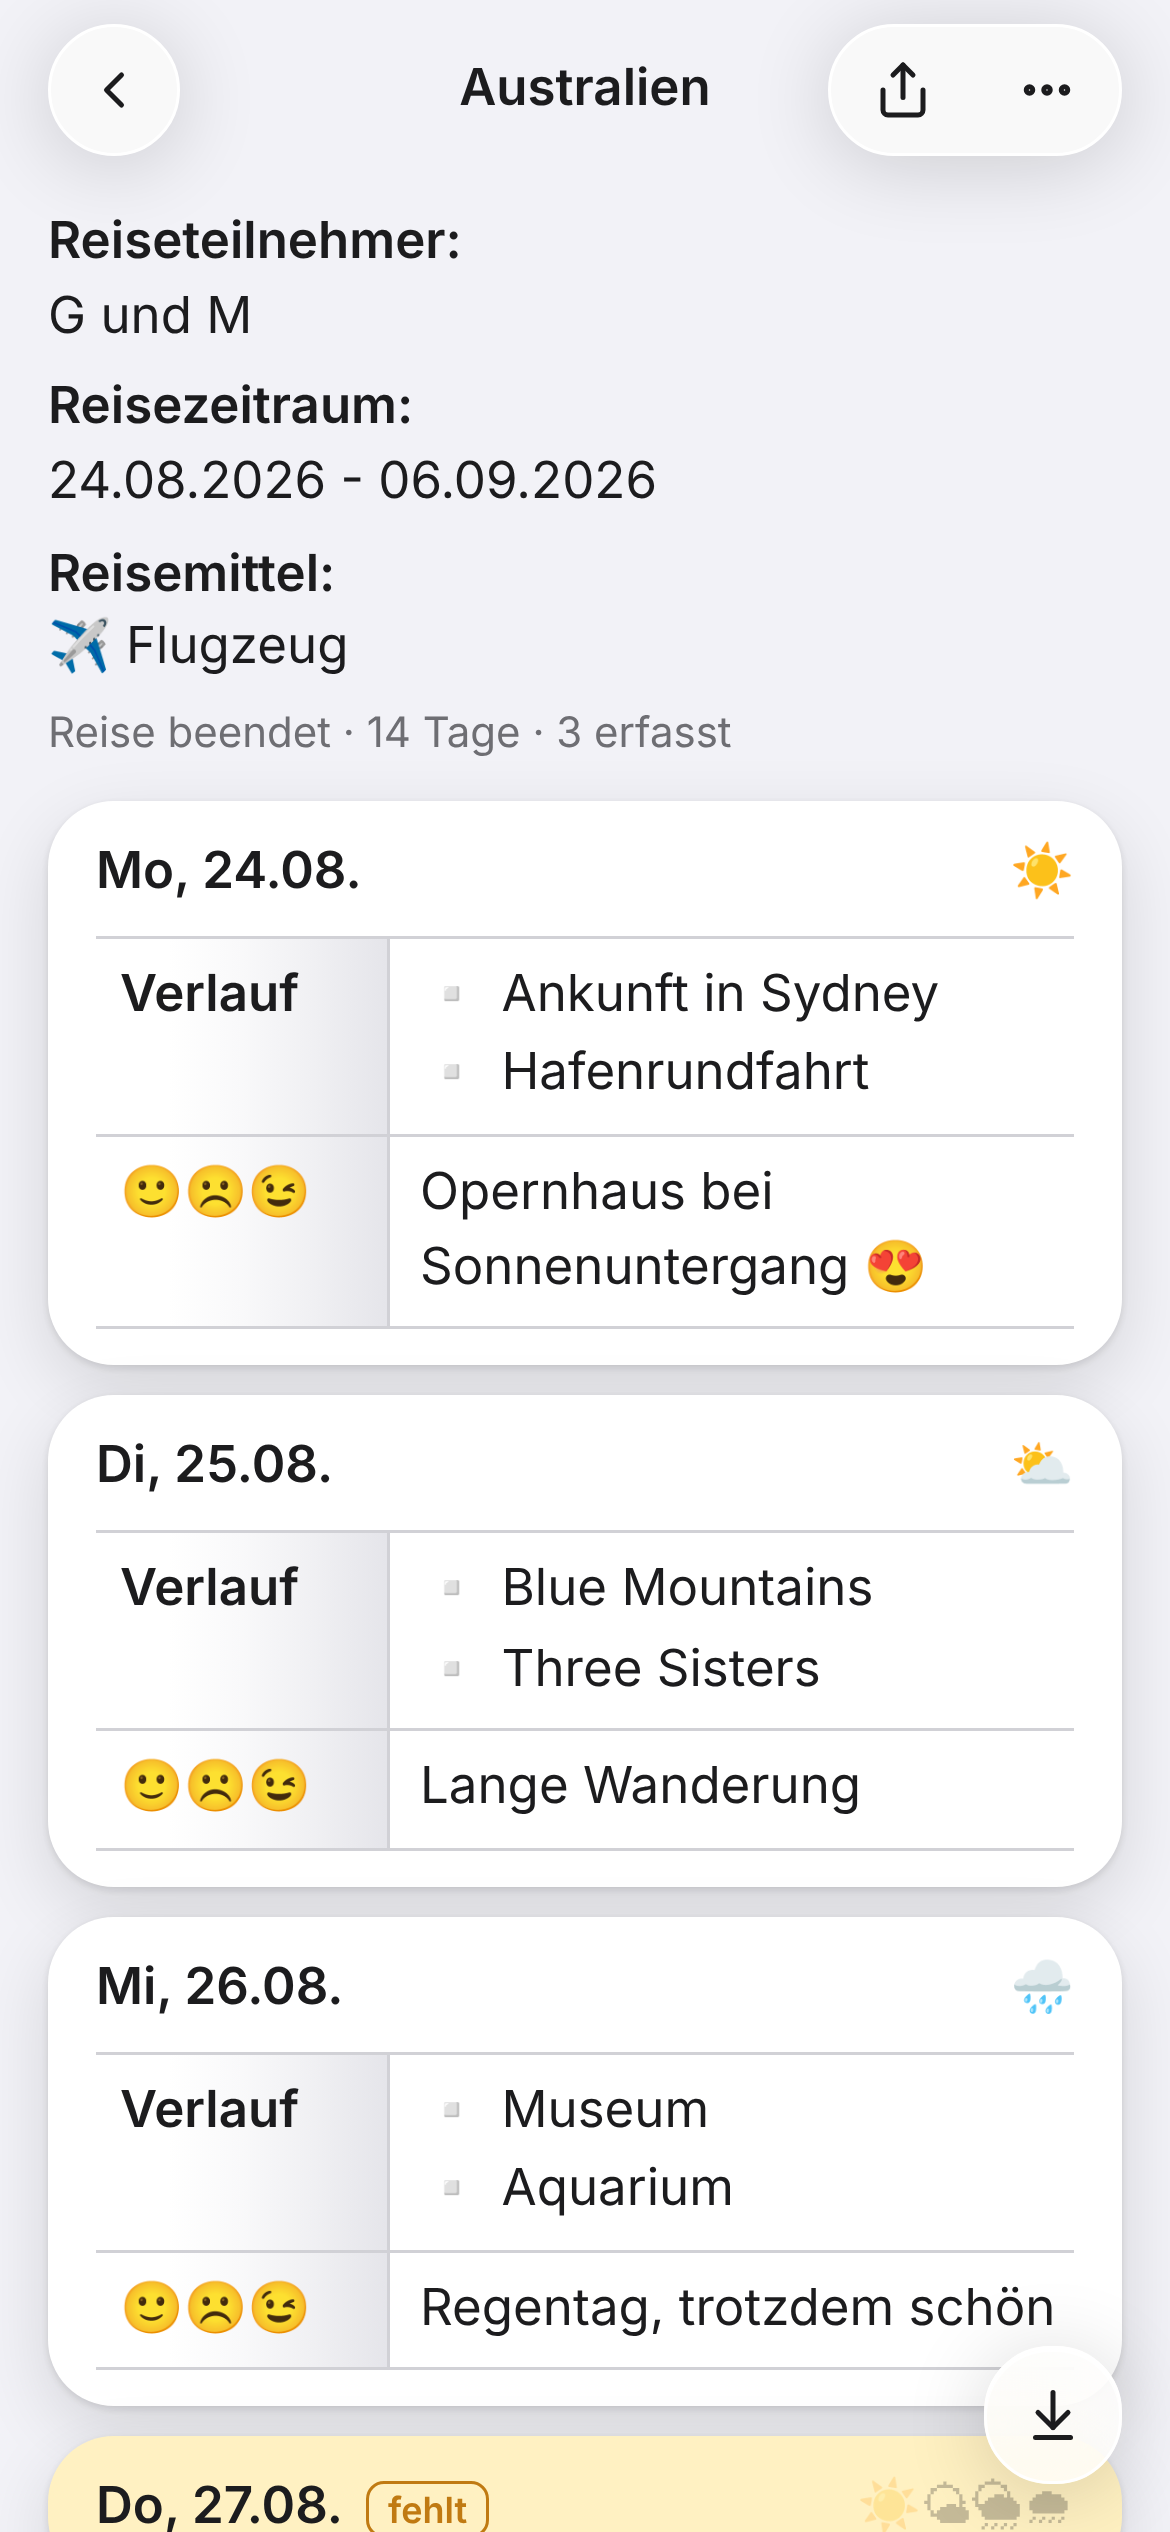 Australien
Reiseteilnehmer:
G und M
Reisezeitraum:
24.08.2026 - 06.09.2026
Reisemittel:
✈️ Flugzeug
Reise beendet · 14 Tage · 3 erfasst
Mo, 24.08. ☀️
Verlauf
▫️ Ankunft in Sydney
▫️ Hafenrundfahrt
🙂☹️😉 Opernhaus bei
Sonnenuntergang 😍
Di, 25.08. ⛅
Verlauf
▫️ Blue Mountains
▫️ Three Sisters
🙂☹️😉 Lange Wanderung
Mi, 26.08. 🌧️
Verlauf
▫️ Museum
▫️ Aquarium
🙂☹️😉 Regentag, trotzdem schön
Do, 27.08. fehlt ☀️🌤🌦🌧